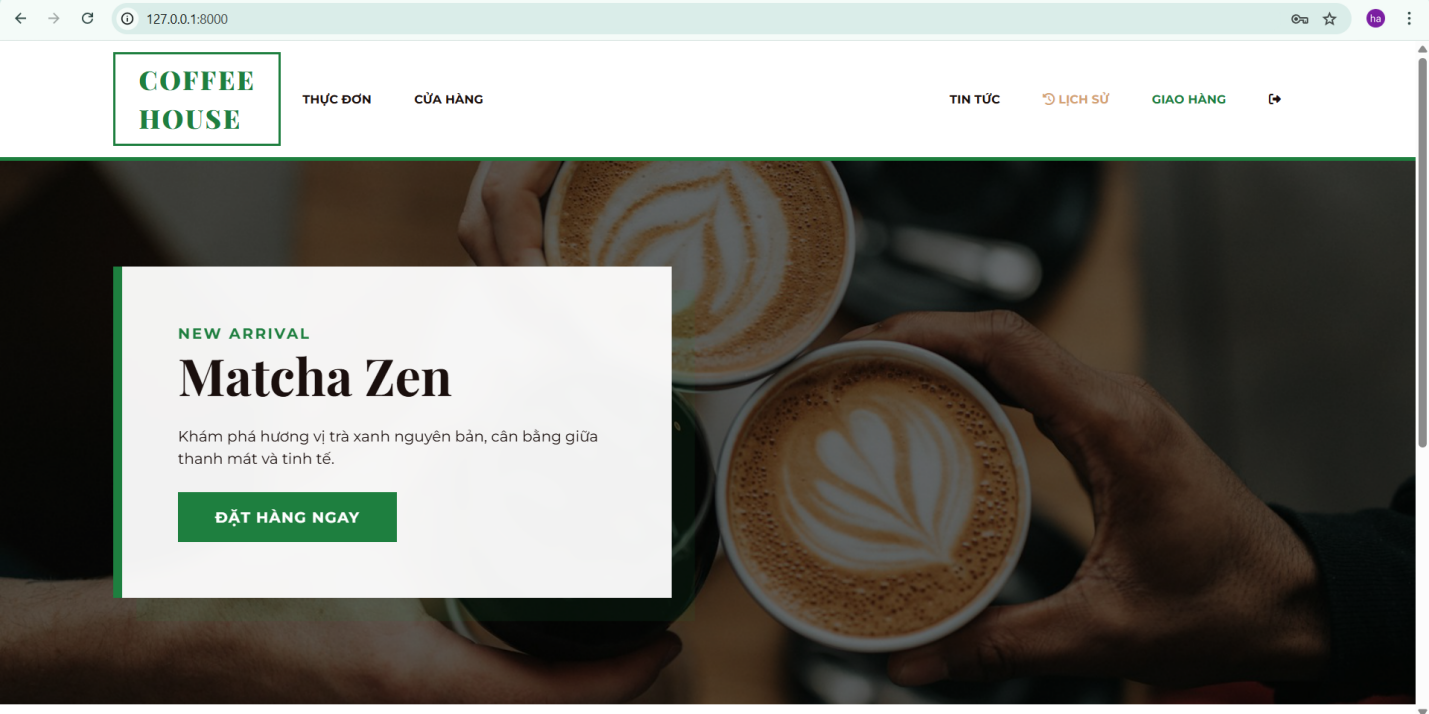 127.0.0.1:8000
ha
COFFEE
HOUSE
THỰC ĐƠN
CỬA HÀNG
TIN TỨC
LỊCH SỬ
GIAO HÀNG
NEW ARRIVAL
Matcha Zen
Khám phá hương vị trà xanh nguyên bản, cân bằng giữa
thanh mát và tinh tế.
ĐẶT HÀNG NGAY